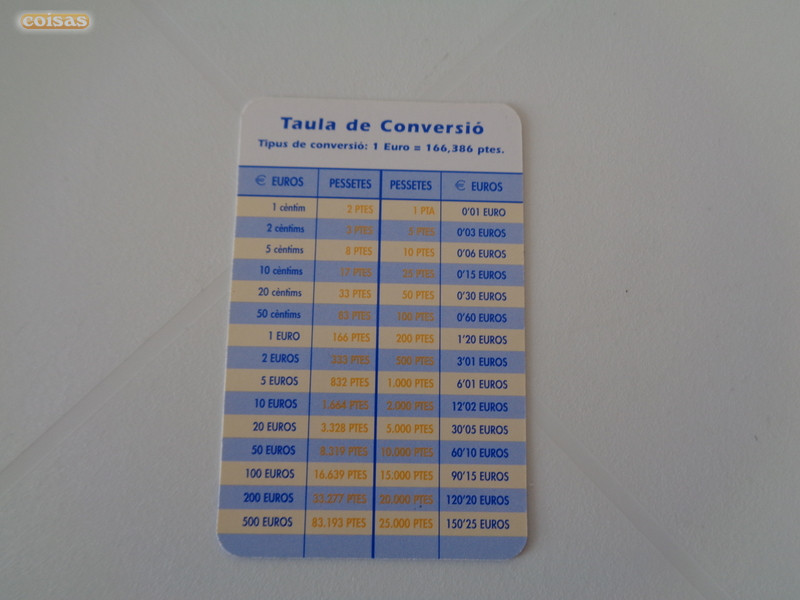 coisas
Taula de Conversió
Tipus de conversió: 1 Euro = 166,386 ptes.
€ EUROS PESSETES PESSETES € EUROS
1 cèntim 2 PTES 1 PTA 0'01 EURO
2 cèntims 3 PTES 5 PTES 0'03 EUROS
5 cèntims 8 PTES 10 PTES 0'06 EUROS
10 cèntims 17 PTES 25 PTES 0'15 EUROS
20 cèntims 33 PTES 50 PTES 0'30 EUROS
50 cèntims 83 PTES 100 PTES 0'60 EUROS
1 EURO 166 PTES 200 PTES 1'20 EUROS
2 EUROS 333 PTES 500 PTES 3'01 EUROS
5 EUROS 832 PTES 1.000 PTES 6'01 EUROS
10 EUROS 1.664 PTES 2.000 PTES 12'02 EUROS
20 EUROS 3.328 PTES 5.000 PTES 30'05 EUROS
50 EUROS 8.319 PTES 10.000 PTES 60'10 EUROS
100 EUROS 16.639 PTES 15.000 PTES 90'15 EUROS
200 EUROS 33.277 PTES 20.000 PTES 120'20 EUROS
500 EUROS 83.193 PTES 25.000 PTES 150'25 EUROS